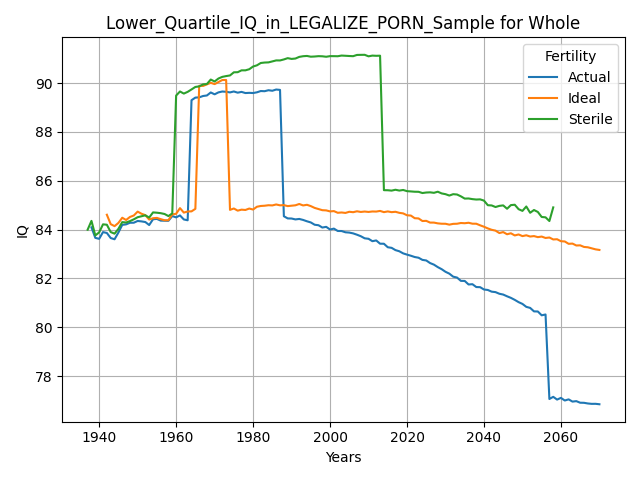 Lower_Quartile_IQ_in_LEGALIZE_PORN_Sample for Whole
Fertility
Actual
Ideal
Sterile
IQ
90
88
86
84
82
80
78
1940 1960 1980 2000 2020 2040 2060
Years